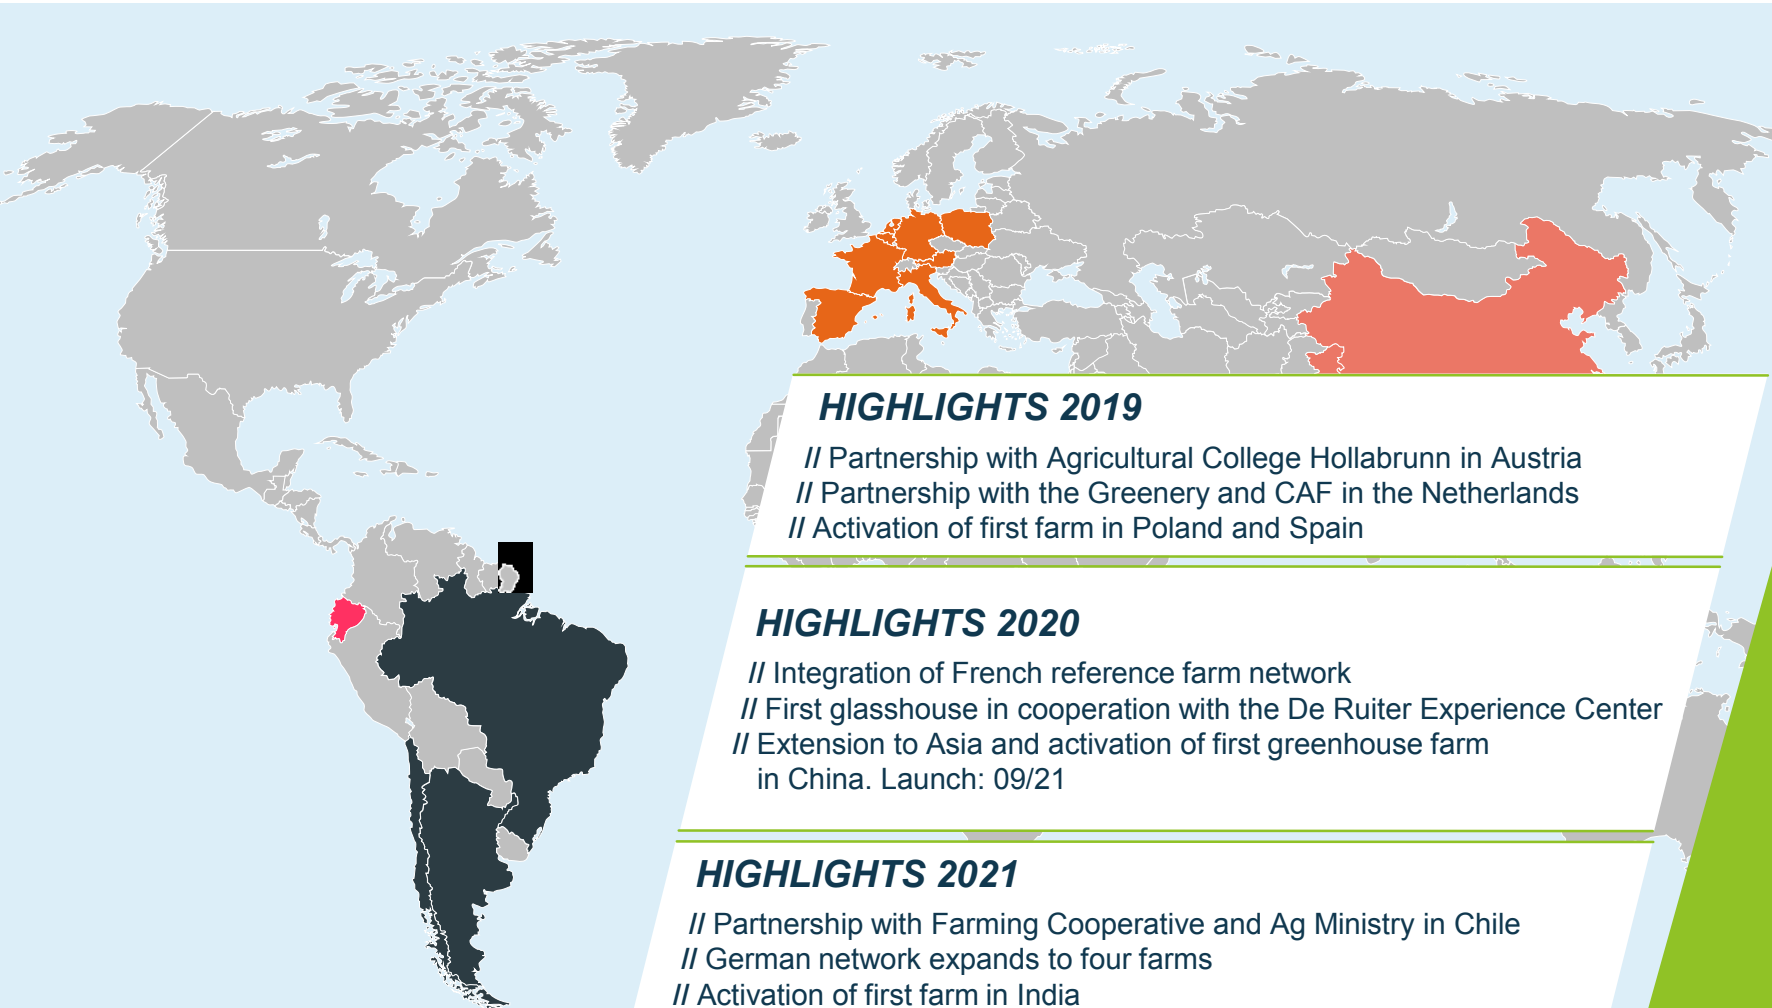 HIGHLIGHTS 2019
// Partnership with Agricultural College Hollabrunn in Austria
// Partnership with the Greenery and CAF in the Netherlands
// Activation of first farm in Poland and Spain
HIGHLIGHTS 2020
// Integration of French reference farm network
// First glasshouse in cooperation with the De Ruiter Experience Center
// Extension to Asia and activation of first greenhouse farm
in China. Launch: 09/21
HIGHLIGHTS 2021
// Partnership with Farming Cooperative and Ag Ministry in Chile
// German network expands to four farms
// Activation of first farm in India